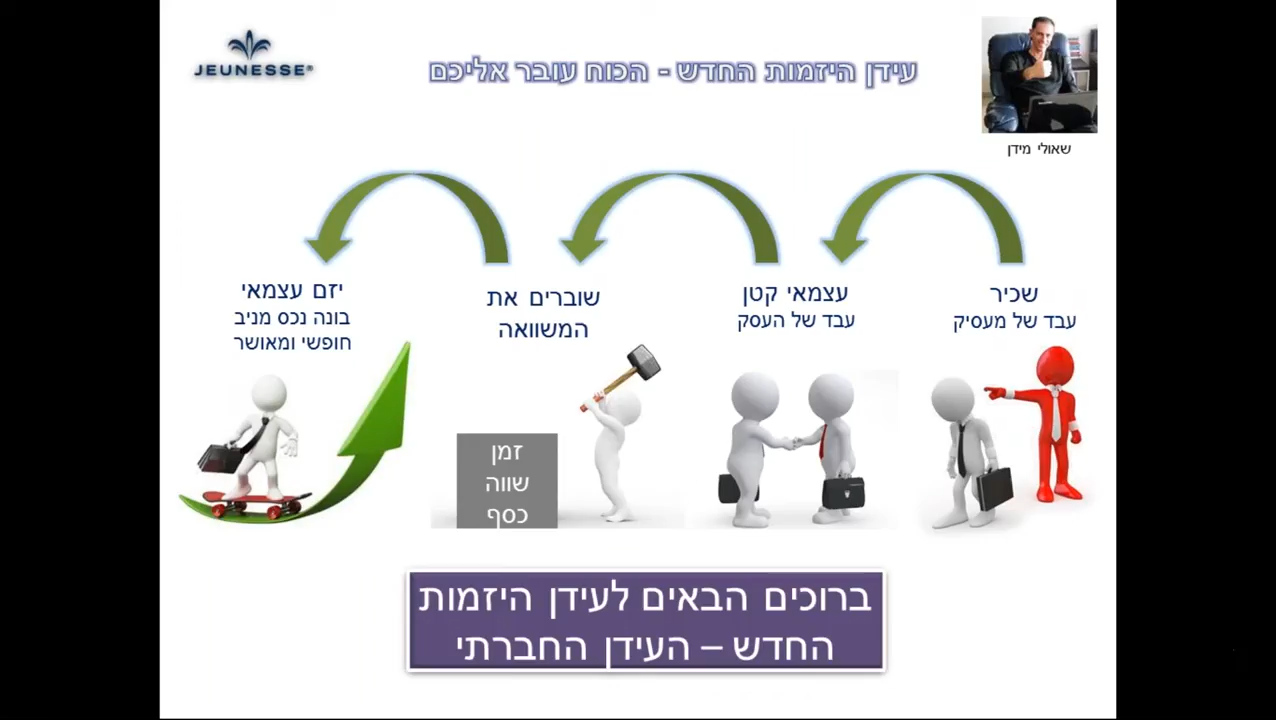 JEUNESSE®
עידן היזמות החדש - הכוח עובר אליכם
שאולי מידן
שכיר
עבד של מעסיק
עצמאי קטן
עבד של העסק
שוברים את
המשוואה
יזם עצמאי
בונה נכס מניב
חופשי ומאושר
זמן
שווה
כסף
ברוכים הבאים לעידן היזמות
החדש – העידן החברתי